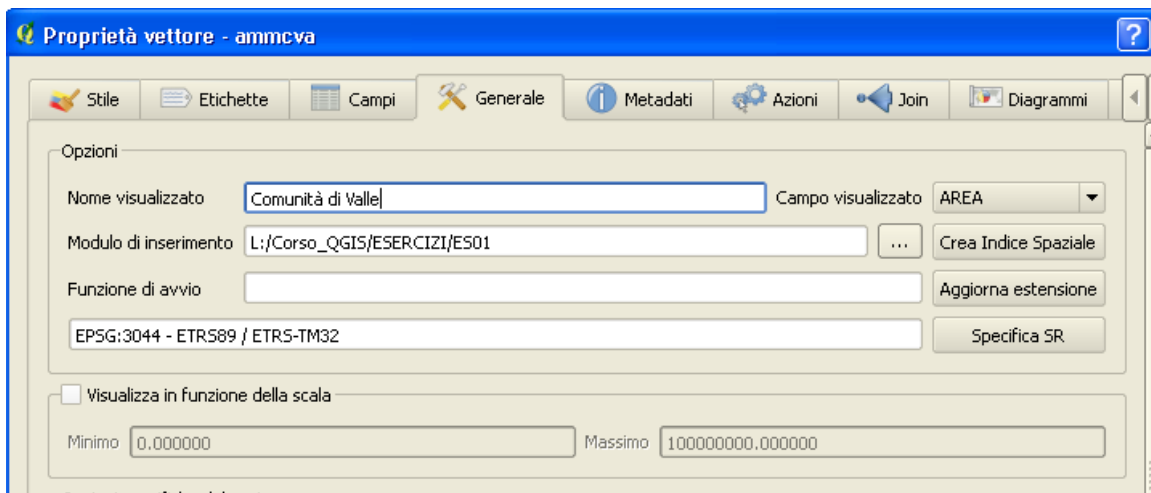 Proprietà vettore - ammcva
?
Stile Etichette Campi Generale Metadati Azioni Join Diagrammi
Opzioni
Nome visualizzato Comunità di Valle Campo visualizzato AREA
Modulo di inserimento L:/Corso_QGIS/ESERCIZI/ES01 ... Crea Indice Spaziale
Funzione di avvio Aggiorna estensione
EPSG:3044 - ETRS89 / ETRS-TM32 Specifica SR
Visualizza in funzione della scala
Minimo 0.000000 Massimo 100000000.000000